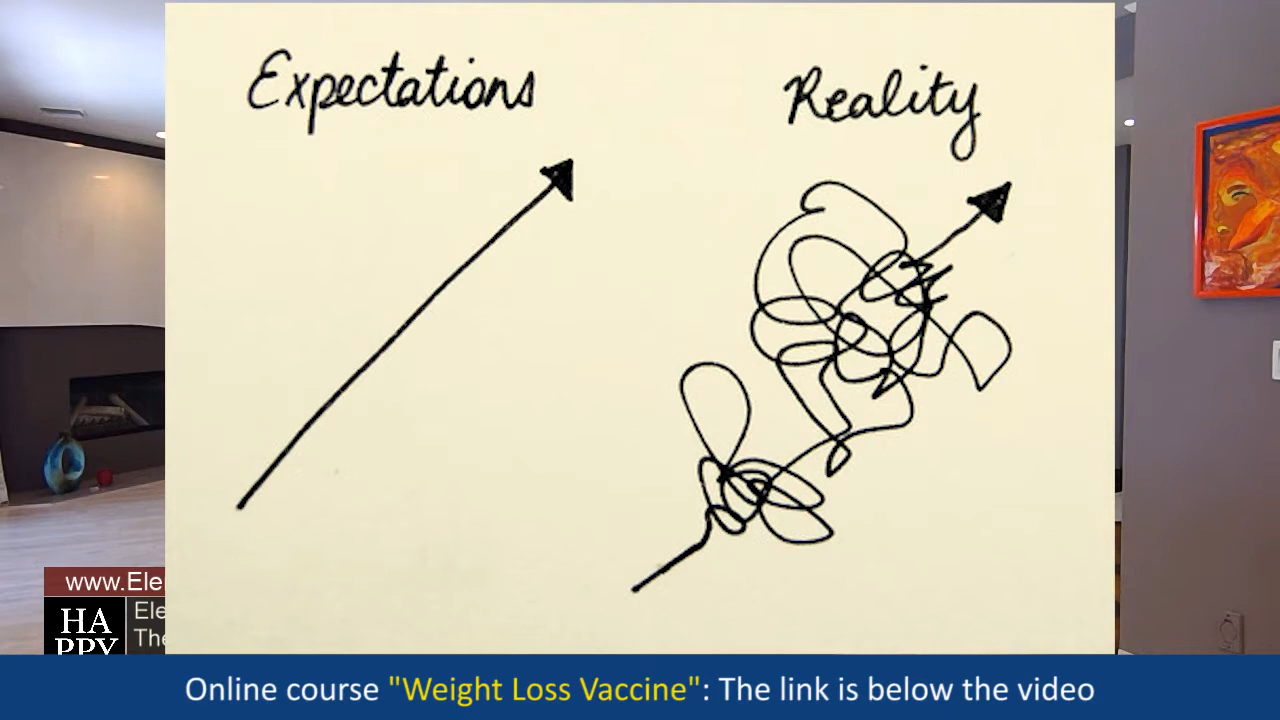 Expectations
Reality
www.Ele
HA
PPY
Ele
The
Online course "Weight Loss Vaccine": The link is below the video